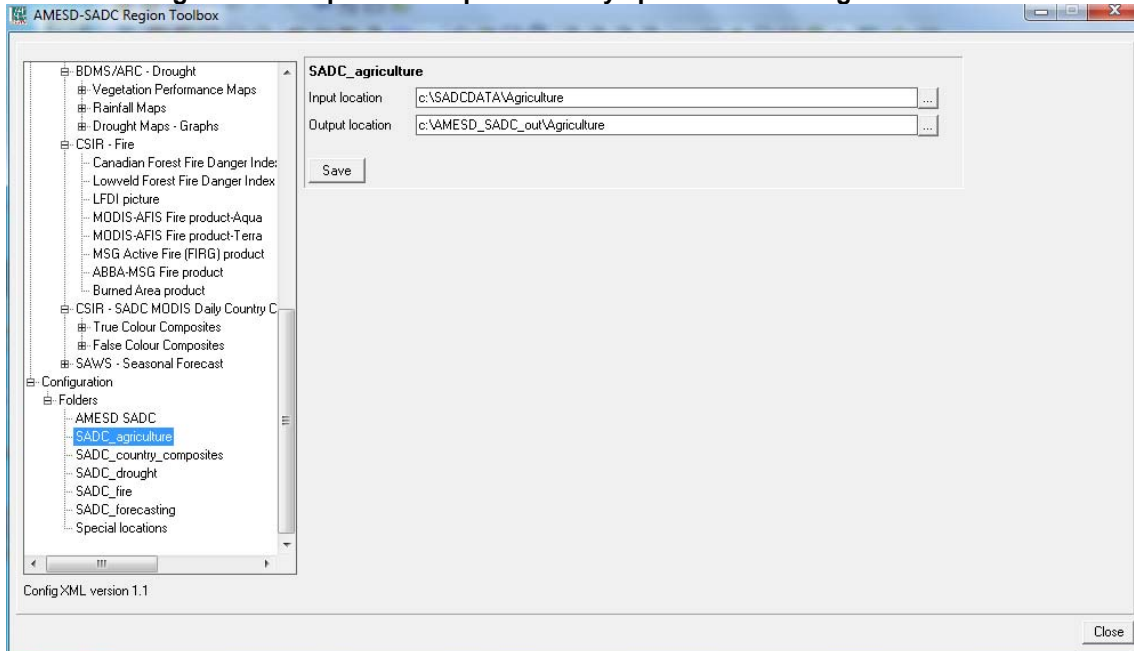 AMESD-SADC Region Toolbox
BDMS/ARC - Drought
Vegetation Performance Maps
Rainfall Maps
Drought Maps - Graphs
CSIR - Fire
Canadian Forest Fire Danger Inde
Lowveld Forest Fire Danger Index
LFDI picture
MODIS-AFIS Fire product-Aqua
MODIS-AFIS Fire product-Terra
MSG Active Fire (FIRG) product
ABBA-MSG Fire product
Burned Area product
CSIR - SADC MODIS Daily Country C
True Colour Composites
False Colour Composites
SAWS - Seasonal Forecast
Configuration
Folders
AMESD SADC
SADC_agriculture
SADC_country_composites
SADC_drought
SADC_fire
SADC_forecasting
Special locations
Config XML version 1.1
SADC_agriculture
Input location c:\SADCDATA\Agriculture ...
Output location c:\AMESD_SADC_out\Agriculture ...
Save
Close